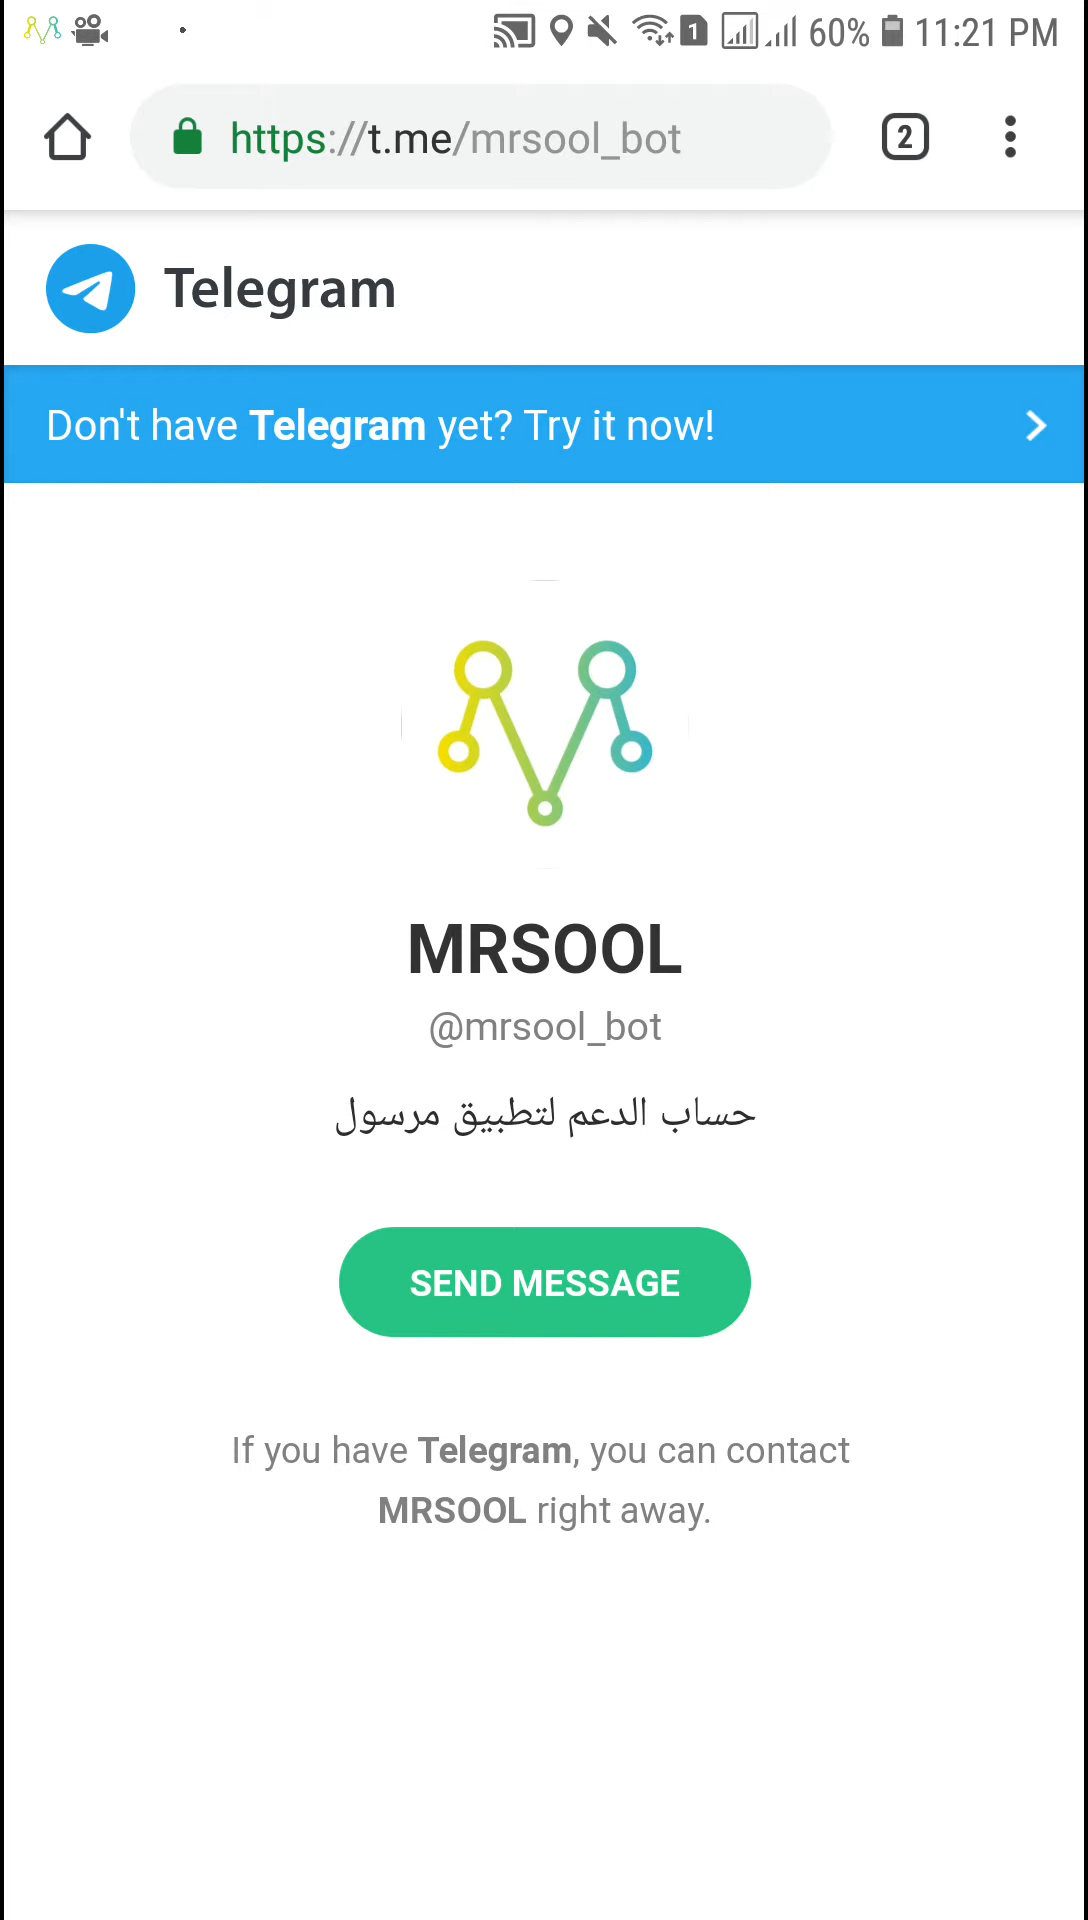 60% 11:21 PM
https://t.me/mrsool_bot
2
Telegram
Don't have Telegram yet? Try it now!
MRSOOL
@mrsool_bot
حساب الدعم لتطبيق مرسول
SEND MESSAGE
If you have Telegram, you can contact
MRSOOL right away.